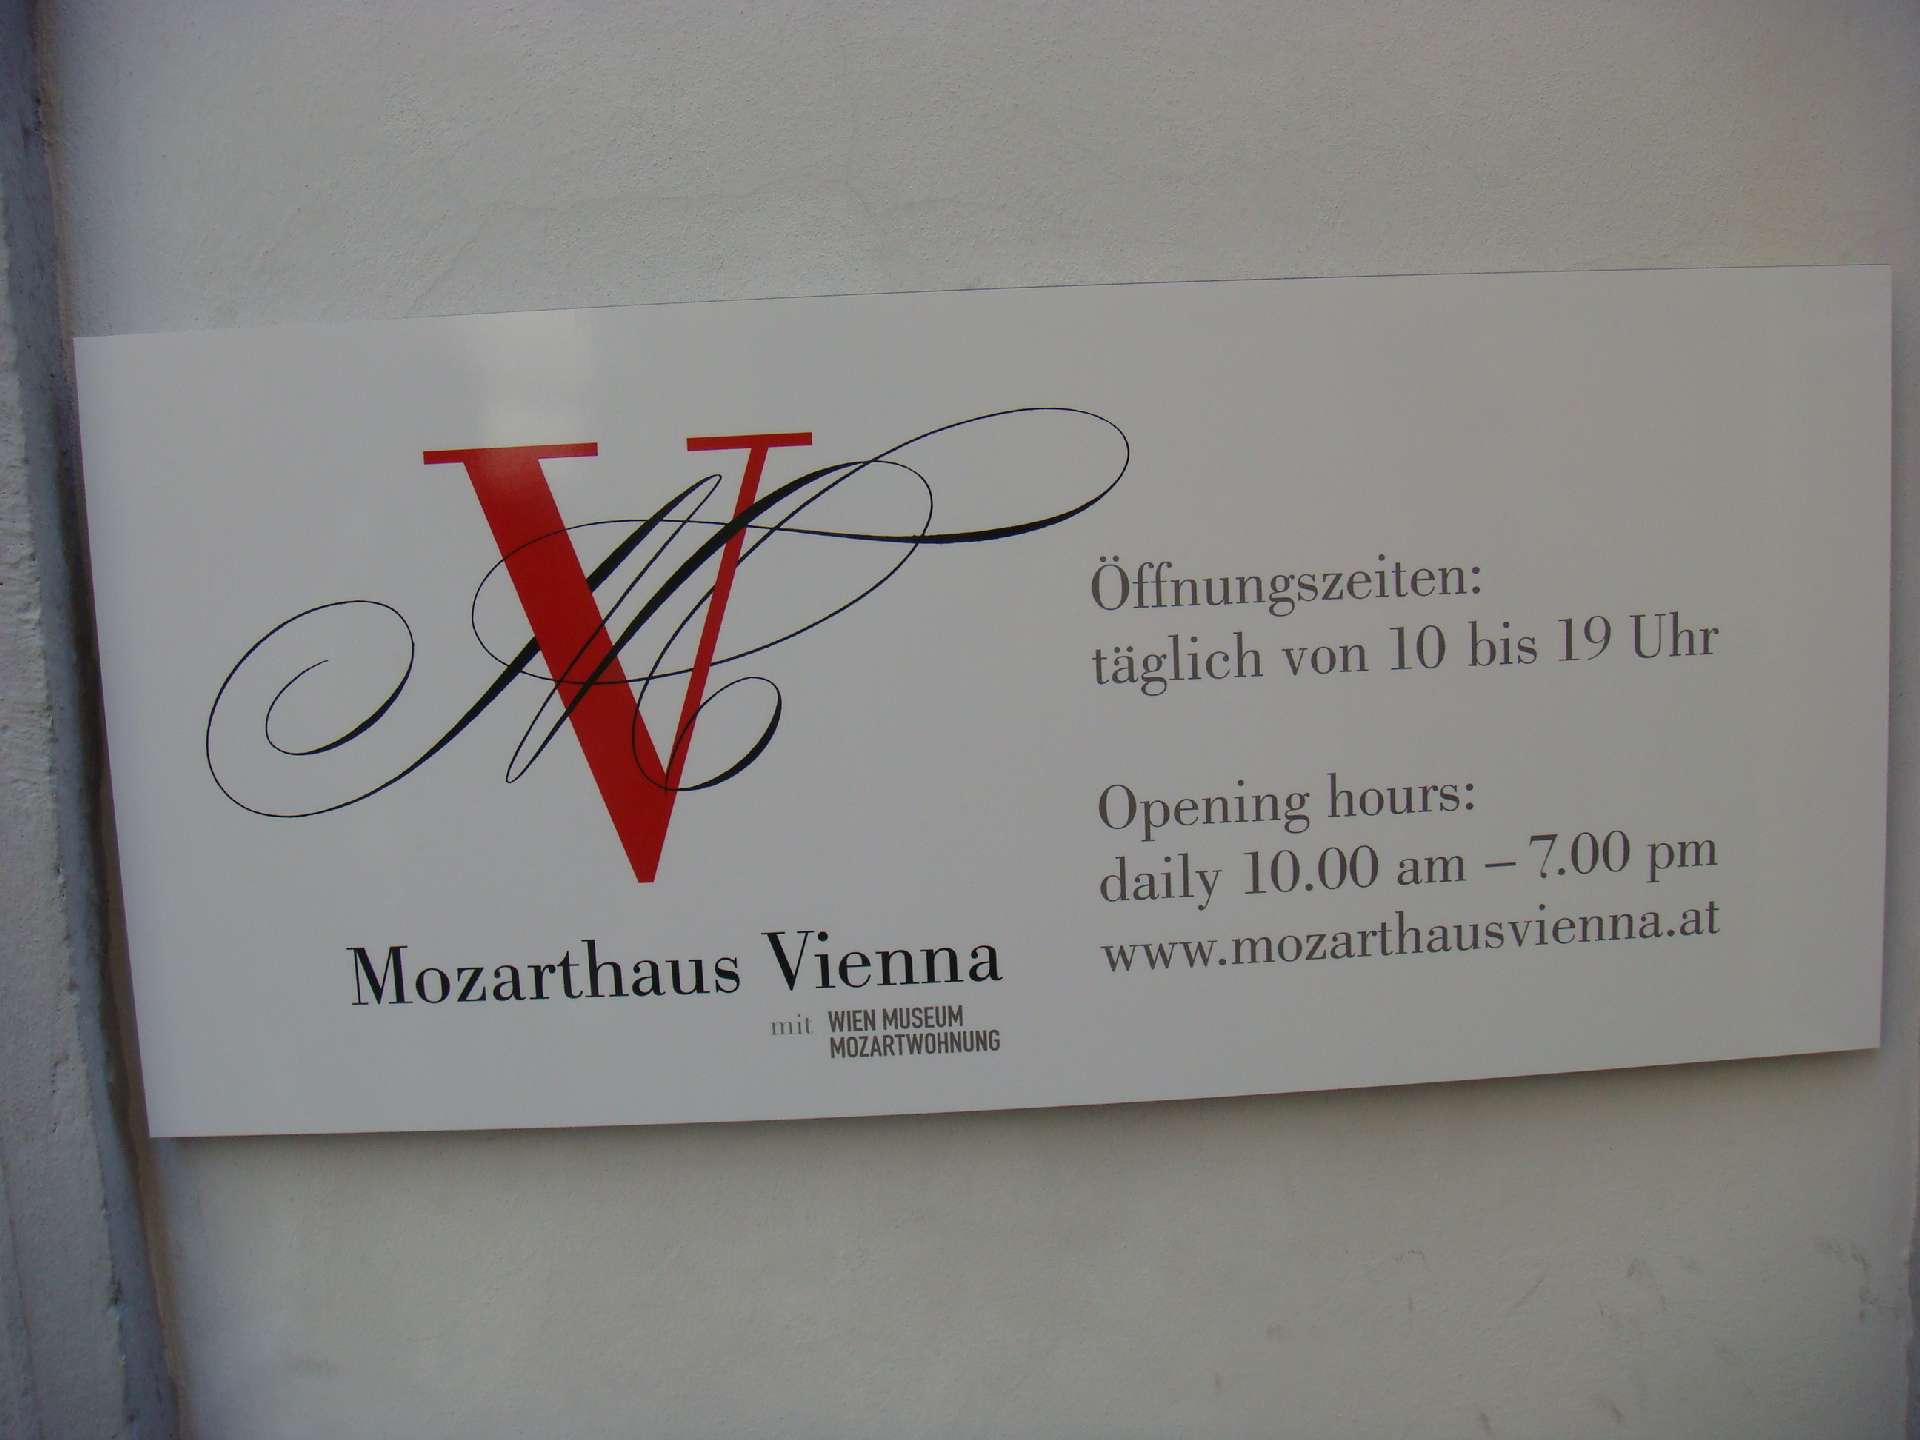 Mozarthaus Vienna
mit WIEN MUSEUM
MOZARTWOHNUNG
Öffnungszeiten:
täglich von 10 bis 19 Uhr
Opening hours:
daily 10.00 am – 7.00 pm
www.mozarthausvienna.at